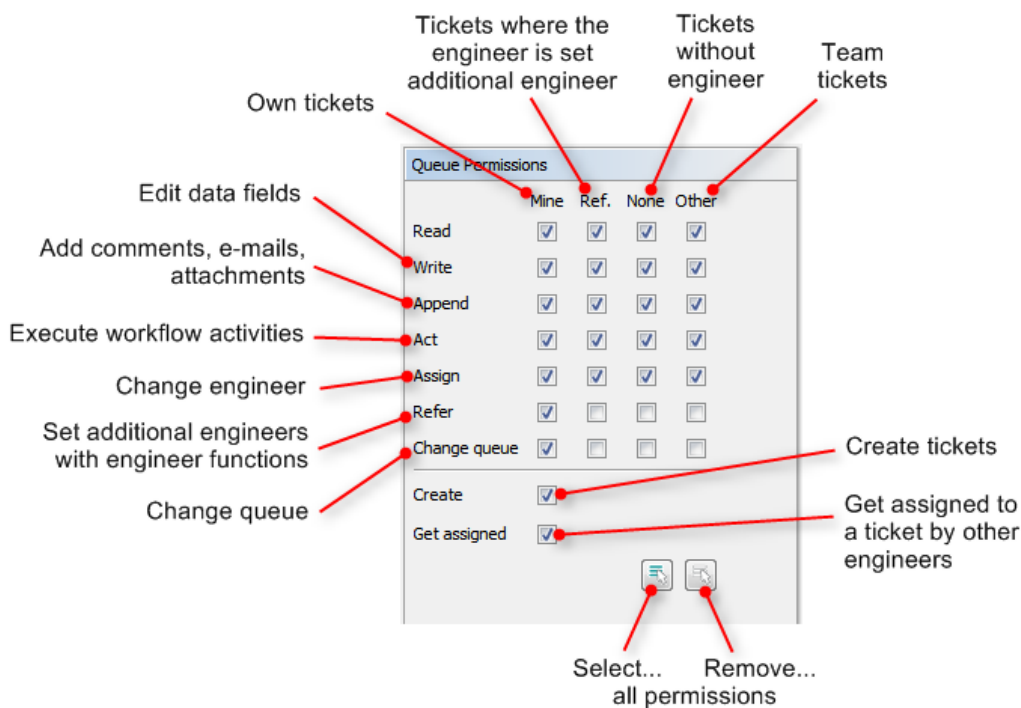 Tickets where the
engineer is set
additional engineer
Tickets
without
engineer
Team
tickets
Own tickets
Queue Permissions
Mine Ref. None Other
Edit data fields
Read
Add comments, e-mails,
attachments
Write
Append
Execute workflow activities
Act
Change engineer
Assign
Set additional engineers
with engineer functions
Refer
Change queue
Change queue
Create
Create tickets
Get assigned
Get assigned to
a ticket by other
engineers
Select... Remove...
all permissions